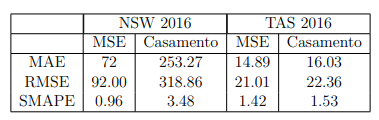 NSW 2016 TAS 2016
MSE Casamento MSE Casamento
MAE 72 253.27 14.89 16.03
RMSE 92.00 318.86 21.01 22.36
SMAPE 0.96 3.48 1.42 1.53